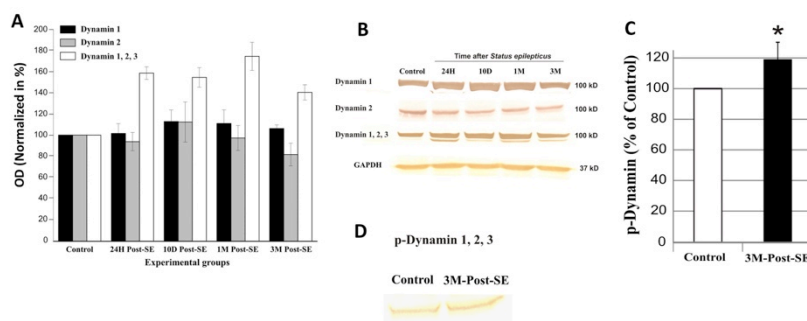 A
OD (Normalized in %)
200
180
160
140
120
100
80
60
40
20
0
Dynamin 1
Dynamin 2
Dynamin 1, 2, 3
Control
24H Post-SE
10D Post-SE
1M Post-SE
3M Post-SE
Experimental groups
B
Time after Status epilepticus
Control 24H 10D 1M 3M
Dynamin 1 100 kD
Dynamin 2 100 kD
Dynamin 1, 2, 3 100 kD
GAPDH 37 kD
D
p-Dynamin 1, 2, 3
Control 3M-Post-SE
C
p-Dynamin (% of Control)
120
100
80
60
40
20
0
*
Control
3M-Post-SE